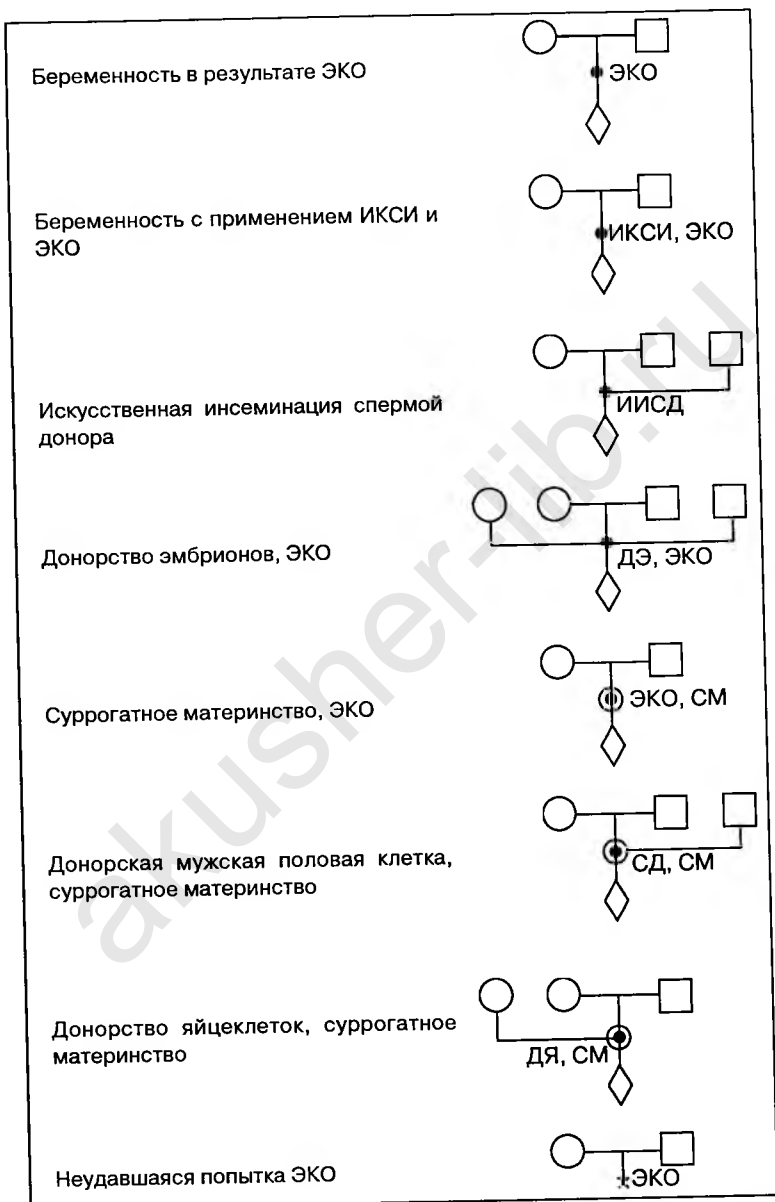 Беременность в результате ЭКО
ЭКО
Беременность с применением ИКСИ и
ЭКО
ИКСИ, ЭКО
Искусственная инсеминация спермой
донора
ИИСД
Донорство эмбрионов, ЭКО
ДЭ, ЭКО
Суррогатное материнство, ЭКО
ЭКО, СМ
Донорская мужская половая клетка,
суррогатное материнство
СД, СМ
Донорство яйцеклеток, суррогатное
материнство
ДЯ, СМ
Неудавшаяся попытка ЭКО
ЭКО
akusher-lib.ru